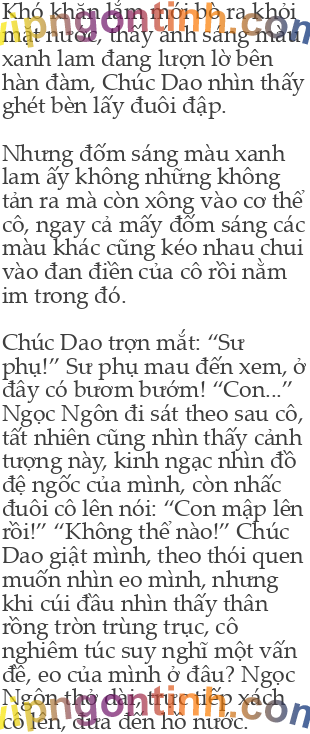 Khó khăn lắm mới bò ra khỏi
mặt nước, thấy ánh sáng màu
xanh lam đang lượn lờ bên
hàn đàm, Chúc Dao nhìn thấy
ghét bèn lấy đuôi đập.
Nhưng đốm sáng màu xanh
lam ấy không những không
tản ra mà còn xông vào cơ thể
cô, ngay cả mấy đốm sáng các
màu khác cũng kéo nhau chui
vào đan điền của cô rồi nằm
im trong đó.
Chúc Dao trợn mắt: “Sư
phụ!” Sư phụ mau đến xem, ở
đây có bươm bướm! “Con...”
Ngọc Ngôn đi sát theo sau cô,
tất nhiên cũng nhìn thấy cảnh
tượng này, kinh ngạc nhìn đồ
đệ ngốc của mình, còn nhấc
đuôi cô lên nói: “Con mập lên
rồi!” “Không thể nào!” Chúc
Dao giật mình, theo thói quen
muốn nhìn eo mình, nhưng
khi cúi đầu nhìn thấy thân
rồng tròn trùng trục, cô
nghiêm túc suy nghĩ một vấn
đề, eo của mình ở đâu? Ngọc
Ngôn thở dài, trực tiếp xách
cô lên, đưa đến hồ nước.
vipngontinh.com
vipngontinh.com